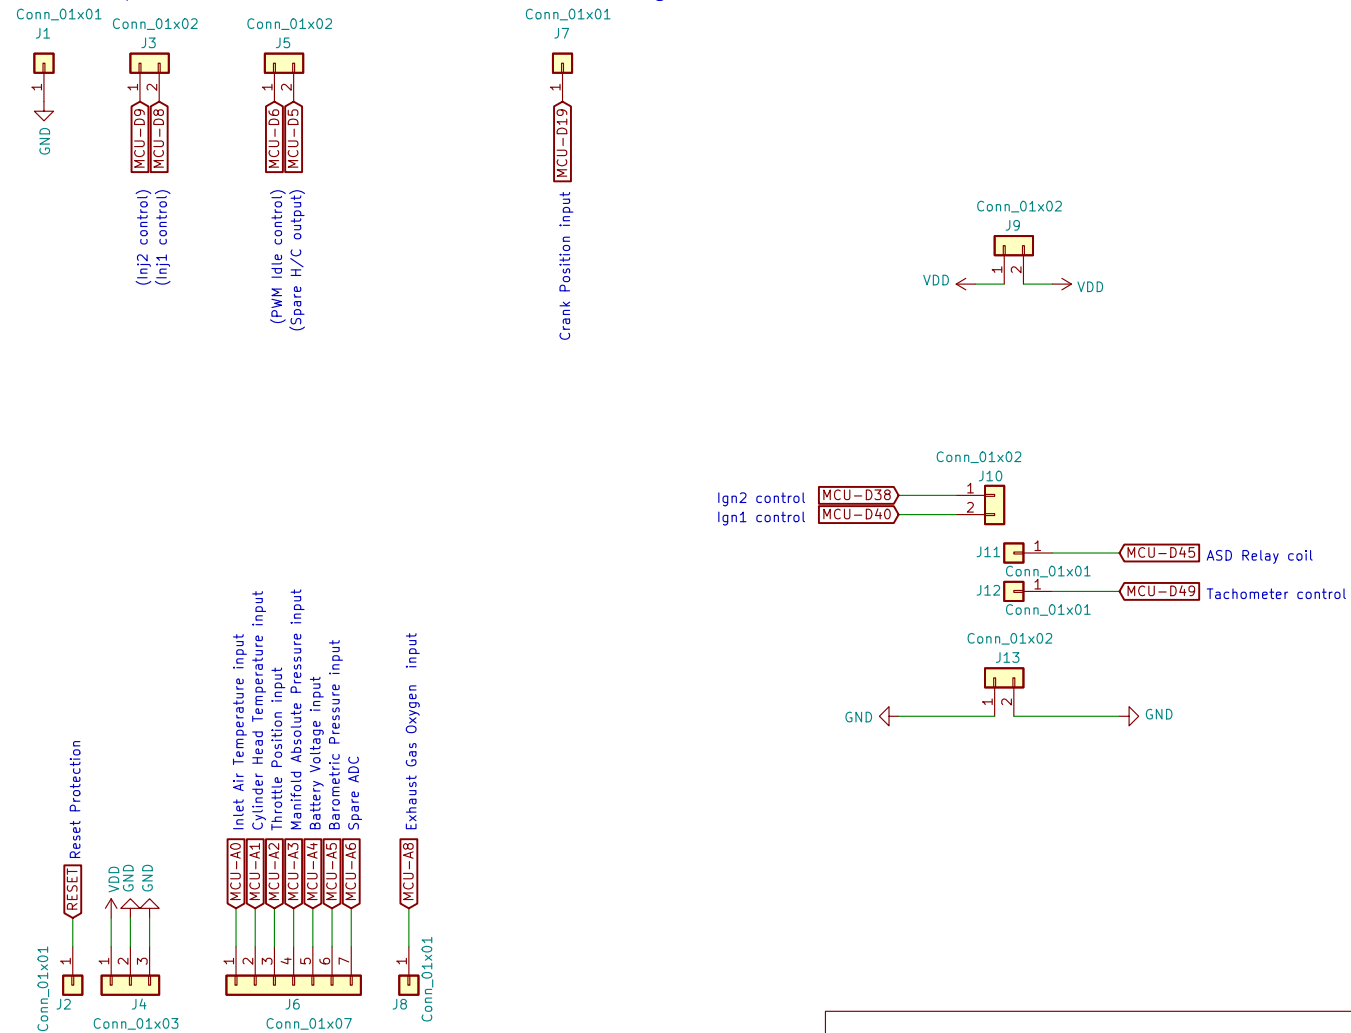 Conn_01x01
J1
1
GND
Conn_01x02
J3
1
2
MCU-D9
MCU-D8
(Inj2 control)
(Inj1 control)
Conn_01x02
J5
1
2
MCU-D6
MCU-D5
(PWM Idle control)
(Spare H/C output)
Conn_01x01
J7
1
MCU-D19
Crank Position input
Conn_01x02
J9
1
2
VDD
VDD
Conn_01x02
J10
Ign2 control
MCU-D38
1
Ign1 control
MCU-D40
2
J11
1
MCU-D45
ASD Relay coil
Conn_01x01
J12
1
MCU-D49
Tachometer control
Conn_01x01
Conn_01x02
J13
1
2
GND
GND
Reset Protection
RESET
1
J2
Conn_01x01
VDD
GND
GND
1
2
3
J4
Conn_01x03
Inlet Air Temperature input
Cylinder Head Temperature input
Throttle Position input
Manifold Absolute Pressure input
Battery Voltage input
Barometric Pressure input
Spare ADC
MCU-A0
MCU-A1
MCU-A2
MCU-A3
MCU-A4
MCU-A5
MCU-A6
1
2
3
4
5
6
7
J6
Conn_01x07
Exhaust Gas Oxygen  input
MCU-A8
1
J8
Conn_01x01